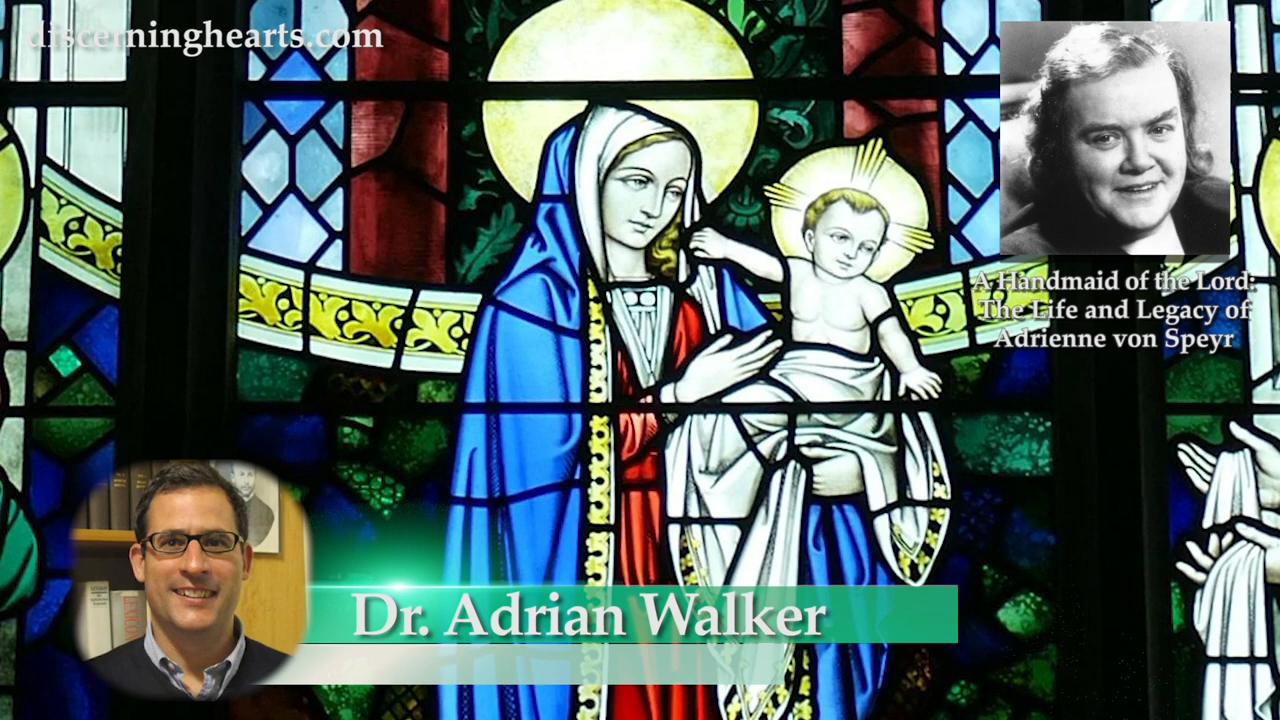 discerninghearts.com
A Handmaid of the Lord:
The Life and Legacy of
Adrienne von Speyr
Dr. Adrian Walker